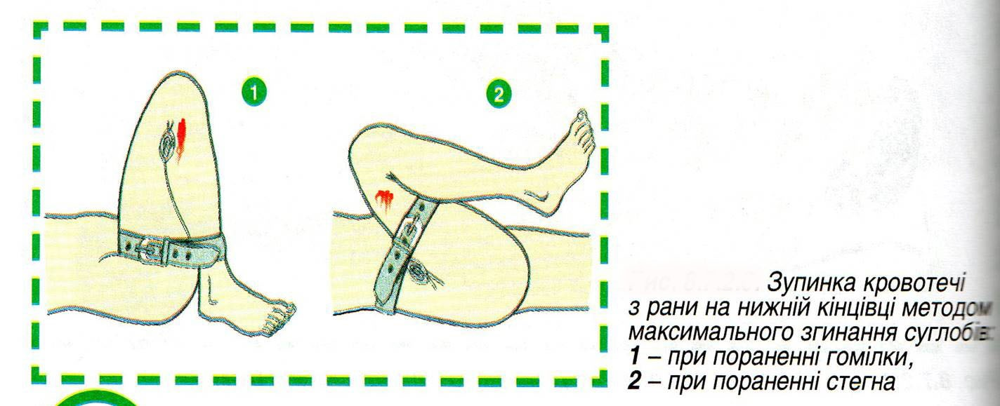 1
2
Зупинка кровотечі
з рани на нижній кінцівці методом
максимального згинання суглобів:
1 – при пораненні гомілки,
2 – при пораненні стегна